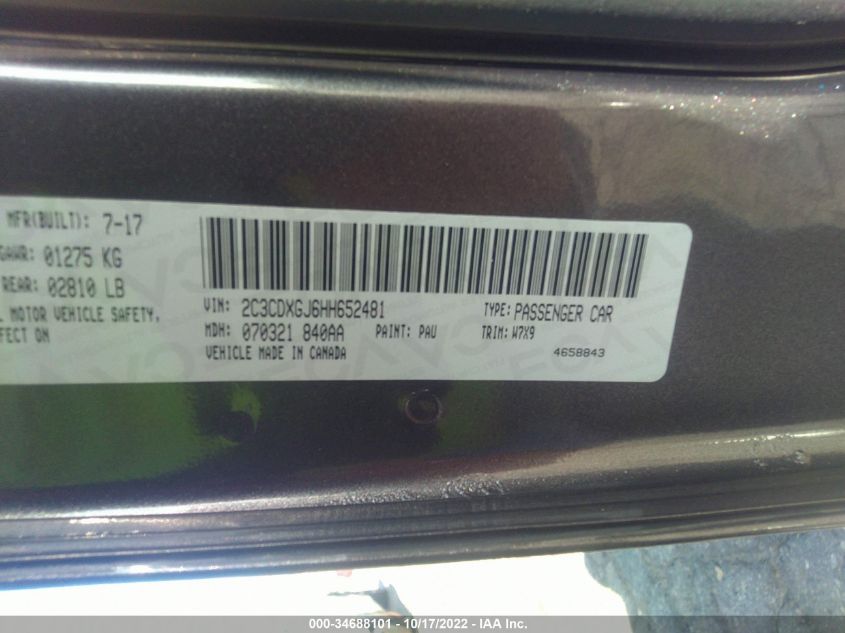 MFR(BUILT): 7-17
GAWR: 01275 KG
REAR: 02810 LB
MOTOR VEHICLE SAFETY,
ON
VIN: 2C3CDXGJ6HH652481 TYPE: PASSENGER CAR
MDH: 070321 840AA PAINT: PAU TRIM: W7X9
VEHICLE MADE IN CANADA 4658843
000-34688101 - 10/17/2022 - IAA Inc.